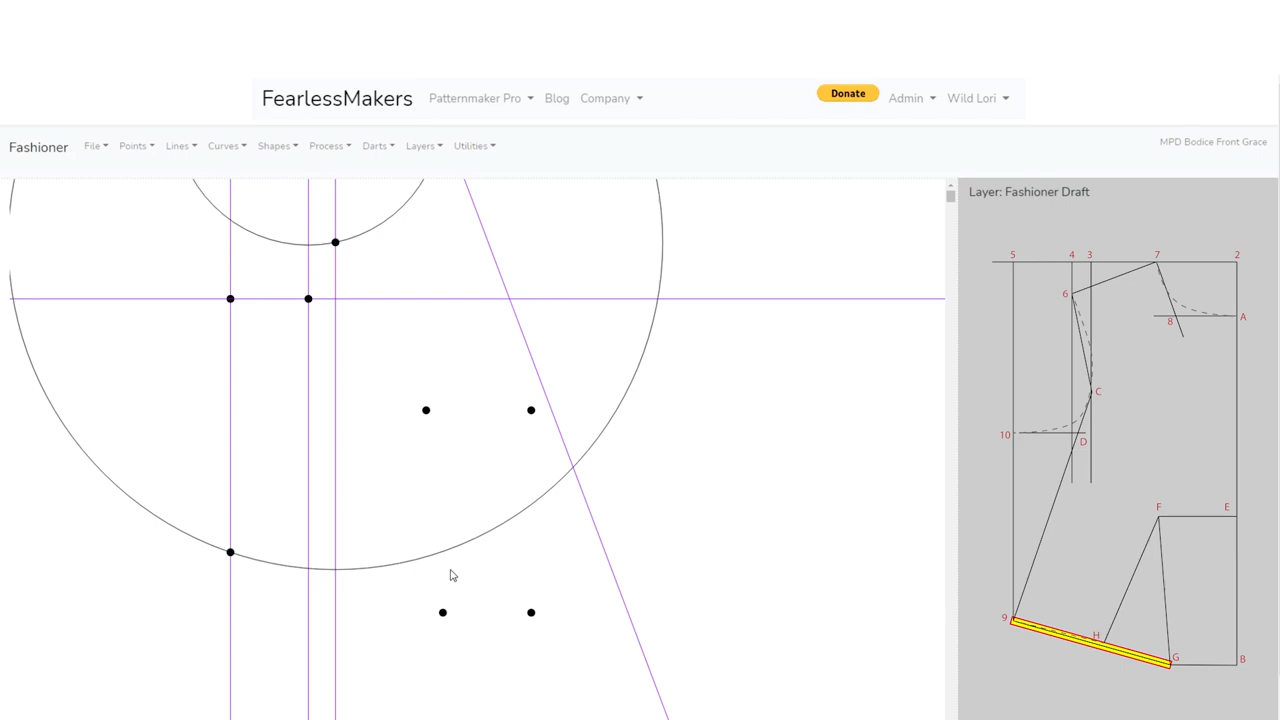 FearlessMakers Patternmaker Pro Blog Company Donate Admin Wild Lori
Fashioner File Points Lines Curves Shapes Process Darts Layers Utilities MPD Bodice Front Grace
Layer: Fashioner Draft
5 4 3 7 2
6
8 A
C
10 D
F E
9 H
G B